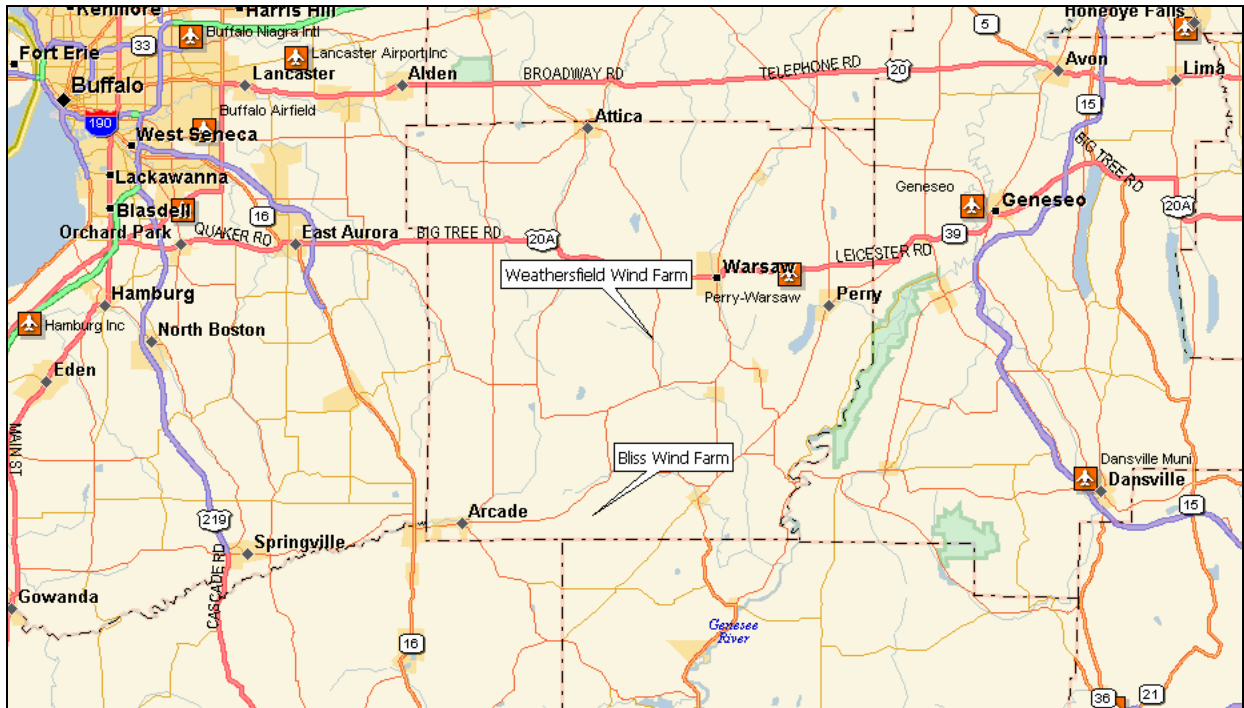 Kenmore
Harris Hill
Honeoye Falls
Buffalo Niagra Intl
5
33
Fort Erie
Lancaster Airport Inc
Avon
Lima
Lancaster
Alden
BROADWAY RD
TELEPHONE RD
20
Buffalo
15
Buffalo Airfield
Attica
190
West Seneca
BIG TREE RD
Lackawanna
Geneseo
Geneseo
20A
Blasdell
16
Orchard Park
QUAKER RD
East Aurora
BIG TREE RD
20A
39
LEICESTER RD
Weathersfield Wind Farm
Warsaw
Perry-Warsaw
Perry
Hamburg
Hamburg Inc
North Boston
Eden
MAIN ST
Bliss Wind Farm
Dansville Muni
Dansville
15
Arcade
219
Springville
CASCADE RD
Gowanda
Genesee
River
16
36
21